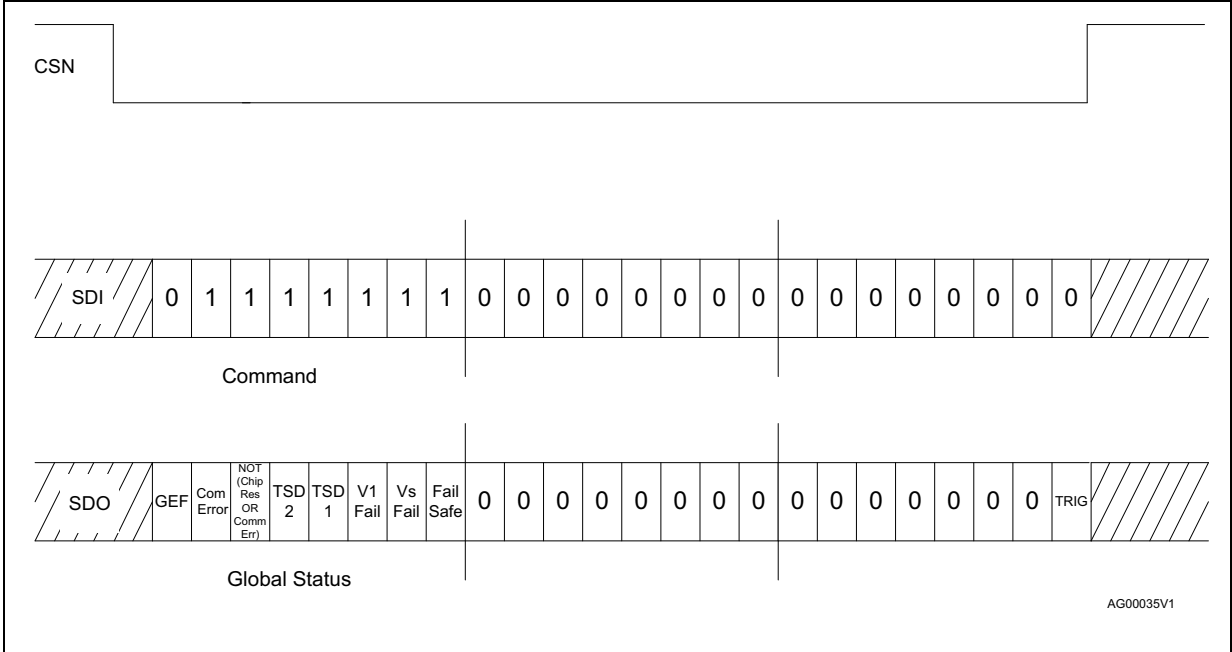 CSN
SDI 0 1 1 1 1 1 1 1 0 0 0 0 0 0 0 0 0 0 0 0 0 0 0 0
Command
SDO GEF Com Error NOT (Chip Res OR Comm Err) TSD 2 TSD 1 V1 Fail Vs Fail Fail Safe 0 0 0 0 0 0 0 0 0 0 0 0 0 0 0 TRIG
Global Status
AG00035V1